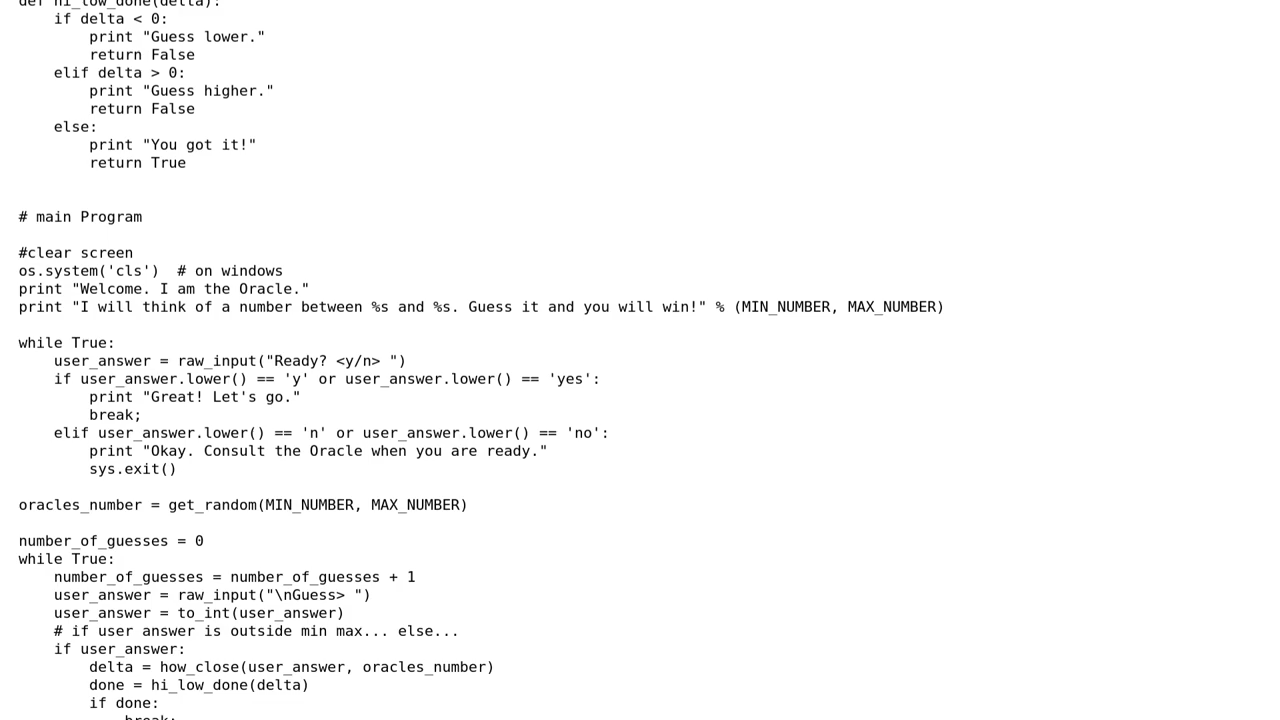 def hi_low_done(delta):
    if delta < 0:
        print "Guess lower."
        return False
    elif delta > 0:
        print "Guess higher."
        return False
    else:
        print "You got it!"
        return True


# main Program

#clear screen
os.system('cls')  # on windows
print "Welcome. I am the Oracle."
print "I will think of a number between %s and %s. Guess it and you will win!" % (MIN_NUMBER, MAX_NUMBER)

while True:
    user_answer = raw_input("Ready? <y/n> ")
    if user_answer.lower() == 'y' or user_answer.lower() == 'yes':
        print "Great! Let's go."
        break;
    elif user_answer.lower() == 'n' or user_answer.lower() == 'no':
        print "Okay. Consult the Oracle when you are ready."
        sys.exit()

oracles_number = get_random(MIN_NUMBER, MAX_NUMBER)

number_of_guesses = 0
while True:
    number_of_guesses = number_of_guesses + 1
    user_answer = raw_input("\nGuess> ")
    user_answer = to_int(user_answer)
    # if user answer is outside min max... else...
    if user_answer:
        delta = how_close(user_answer, oracles_number)
        done = hi_low_done(delta)
        if done:
            break;